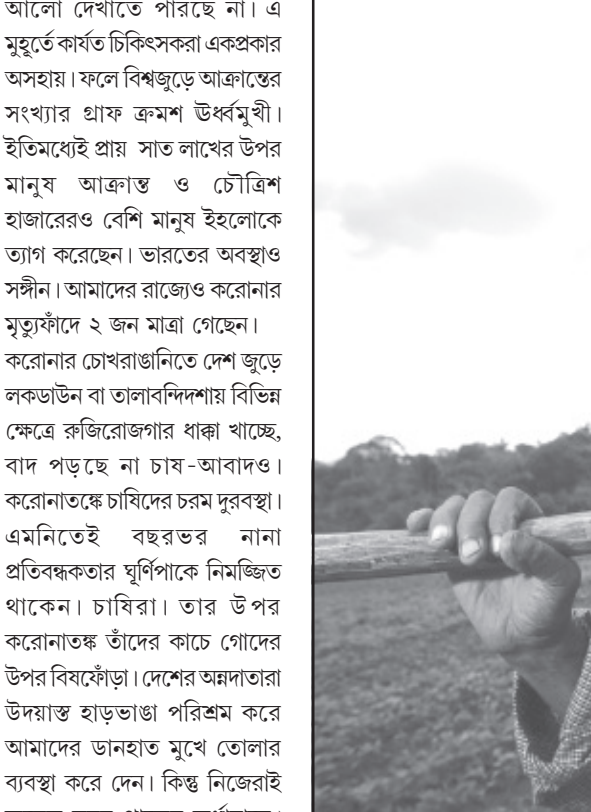 আলো দেখাতে পারছে না। এ
মুহূর্তে কার্যত চিকিৎসকরা একপ্রকার
অসহায়। ফলে বিশ্বজুড়ে আক্রান্তের
সংখ্যার গ্রাফ ক্রমশ ঊর্ধ্বমুখী।
ইতিমধ্যেই প্রায় সাত লাখের উপর
মানুষ আক্রান্ত ও চৌত্রিশ
হাজারেরও বেশি মানুষ ইহলোকে
ত্যাগ করেছেন। ভারতের অবস্থাও
সঙ্গীন। আমাদের রাজ্যেও করোনার
মৃত্যুফাঁদে ২ জন মাত্রা গেছেন।
করোনার চোখরাঙানিতে দেশ জুড়ে
লকডাউন বা তালাবন্দিদশায় বিভিন্ন
ক্ষেত্রে রুজিরোজগার ধাক্কা খাচ্ছে,
বাদ পড়ছে না চাষ-আবাদও।
করোনাতঙ্কে চাষিদের চরম দুরবস্থা।
এমনিতেই বছরভর নানা
প্রতিবন্ধকতার ঘূর্ণিপাকে নিমজ্জিত
থাকেন। চাষিরা। তার উপর
করোনাতঙ্ক তাঁদের কাছে গোদের
উপর বিষফোঁড়া। দেশের অন্নদাতারা
উদয়াস্ত হাড়ভাঙা পরিশ্রম করে
আমাদের ডানহাত মুখে তোলার
ব্যবস্থা করে দেন। কিন্তু নিজেরাই